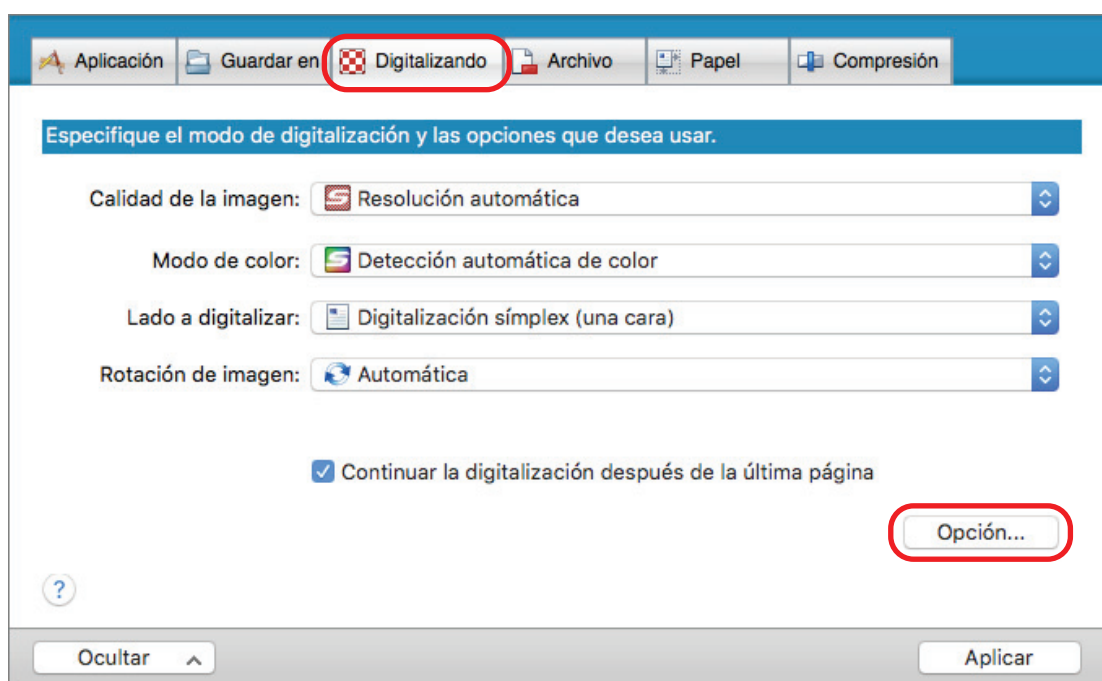 Aplicación Guardar en Digitalizando Archivo Papel Compresión
Especifique el modo de digitalización y las opciones que desea usar.
Calidad de la imagen: Resolución automática
Modo de color: Detección automática de color
Lado a digitalizar: Digitalización símplex (una cara)
Rotación de imagen: Automática
Continuar la digitalización después de la última página
Opción...
?
Ocultar Aplicar